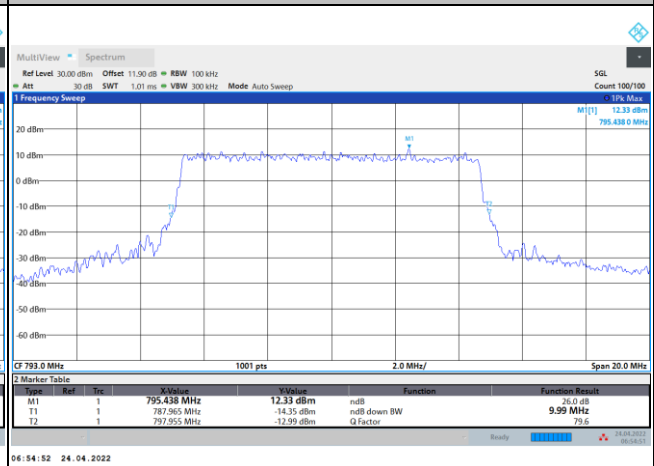 MultiView Spectrum
Ref Level 30.00 dBm Offset 11.90 dB RBW 100 kHz SGL
Att 30 dB SWT 1.01 ms VBW 300 kHz Mode Auto Sweep Count 100/100
1 Frequency Sweep 1Pk Max
M1[1] 12.33 dBm
795.438 0 MHz
M1
20 dBm
10 dBm
0 dBm
-10 dBm
T1 T2
-20 dBm
-30 dBm
-40 dBm
-50 dBm
-60 dBm
CF 793.0 MHz 1001 pts 2.0 MHz/ Span 20.0 MHz
2 Marker Table
Type Ref Trc X-Value Y-Value Function Function Result
M1 1 795.438 MHz 12.33 dBm ndB 26.0 dB
T1 1 787.965 MHz -14.35 dBm ndB down BW 9.99 MHz
T2 1 797.955 MHz -12.99 dBm Q Factor 79.6
Ready 24.04.2022
06:54:51
06:54:52 24.04.2022